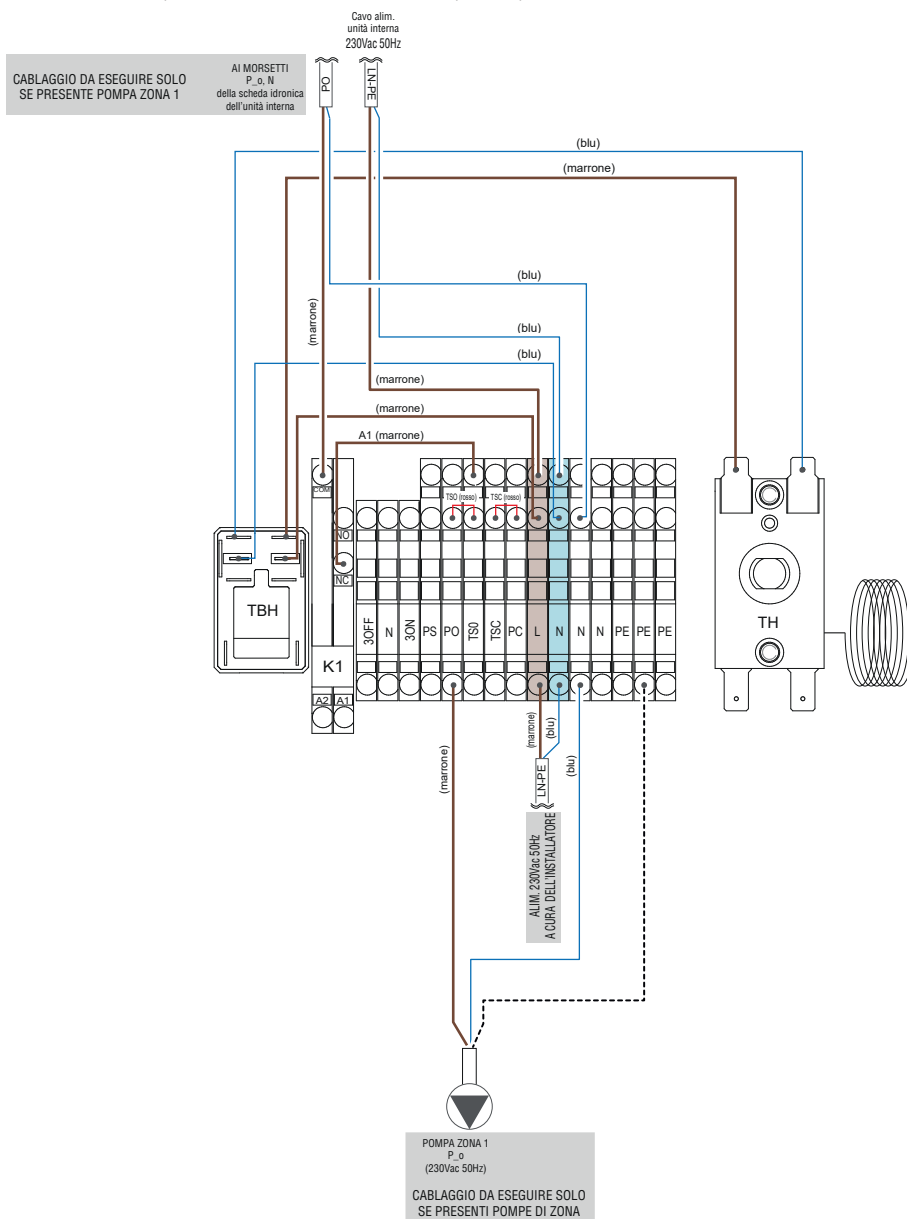 Cavo alim.
unità interna
230Vac 50Hz
CABLAGGIO DA ESEGUIRE SOLO
SE PRESENTE POMPA ZONA 1
AI MORSETTI
P_o, N
della scheda idronica
dell'unità interna
PO
LN-PE
(blu)
(marrone)
(blu)
(marrone)
(blu)
(blu)
(marrone)
(marrone)
A1 (marrone)
COM
TSO (rosso)
TSC (rosso)
NO
NC
TBH
K1
A2
A1
3OFF
N
3ON
PS
PO
TS0
TSC
PC
L
N
N
N
PE
PE
PE
TH
(marrone)
(marrone)
(blu)
(blu)
LN-PE
ALIM. 230Vac 50Hz
A CURA DELL'INSTALLATORE
POMPA ZONA 1
P_o
(230Vac 50Hz)
CABLAGGIO DA ESEGUIRE SOLO
SE PRESENTI POMPE DI ZONA